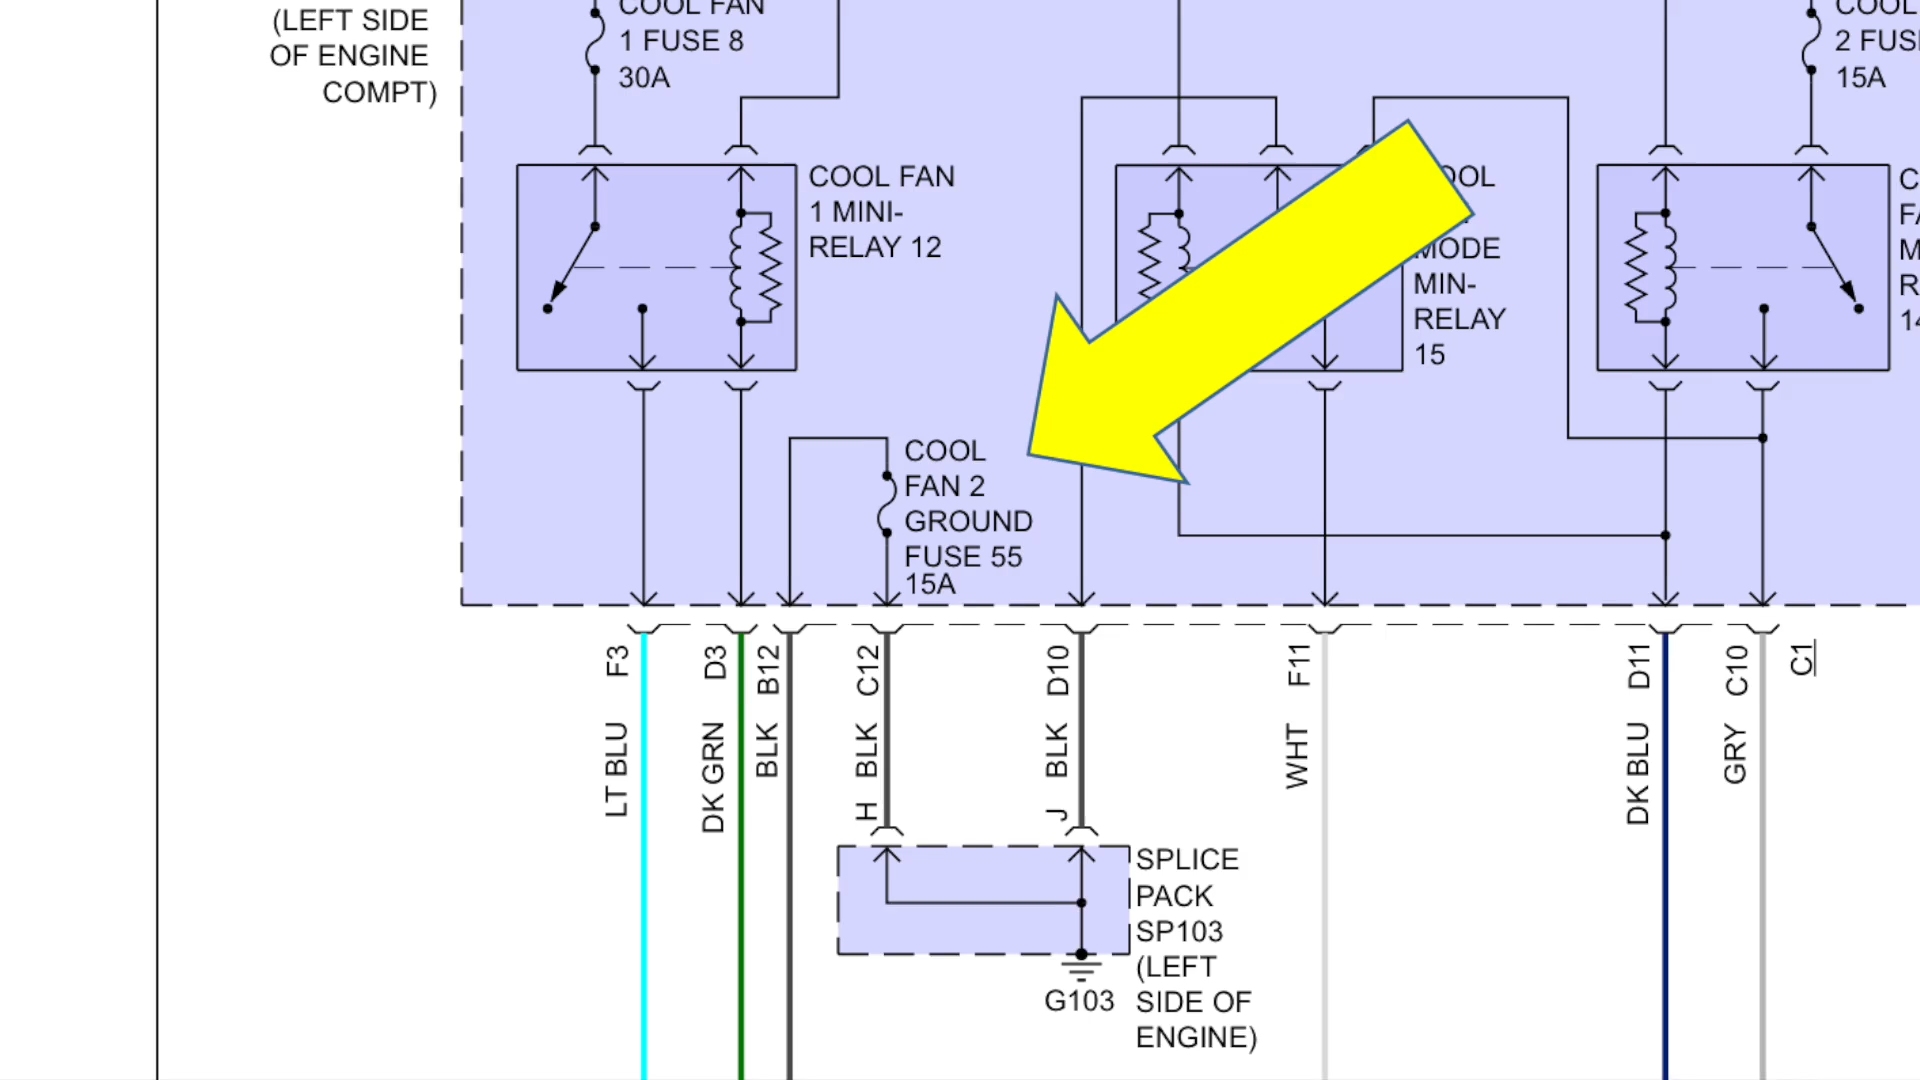 (LEFT SIDE
OF ENGINE
COMPT)
COOL FAN
1 FUSE 8
30A
COOL
2 FUS
15A
COOL FAN
1 MINI-
RELAY 12
MODE
MIN-
RELAY
15
COOL
FAN 2
GROUND
FUSE 55
15A
F3
D3
B12
C12
D10
F11
D11
C10
C1
LT BLU
DK GRN
BLK
BLK
BLK
WHT
DK BLU
GRY
H
J
SPLICE
PACK
SP103
(LEFT
SIDE OF
ENGINE)
G103